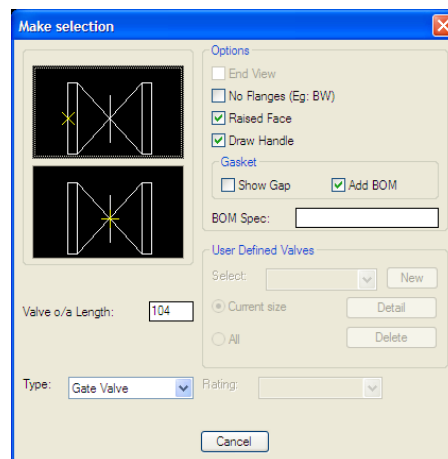 Make selection
Options
End View
No Flanges (Eg: BW)
Raised Face
Draw Handle
Gasket
Show Gap
Add BOM
BOM Spec:
User Defined Valves
Select:
New
Valve o/a Length:
104
Current size
Detail
All
Delete
Type:
Gate Valve
Rating:
Cancel